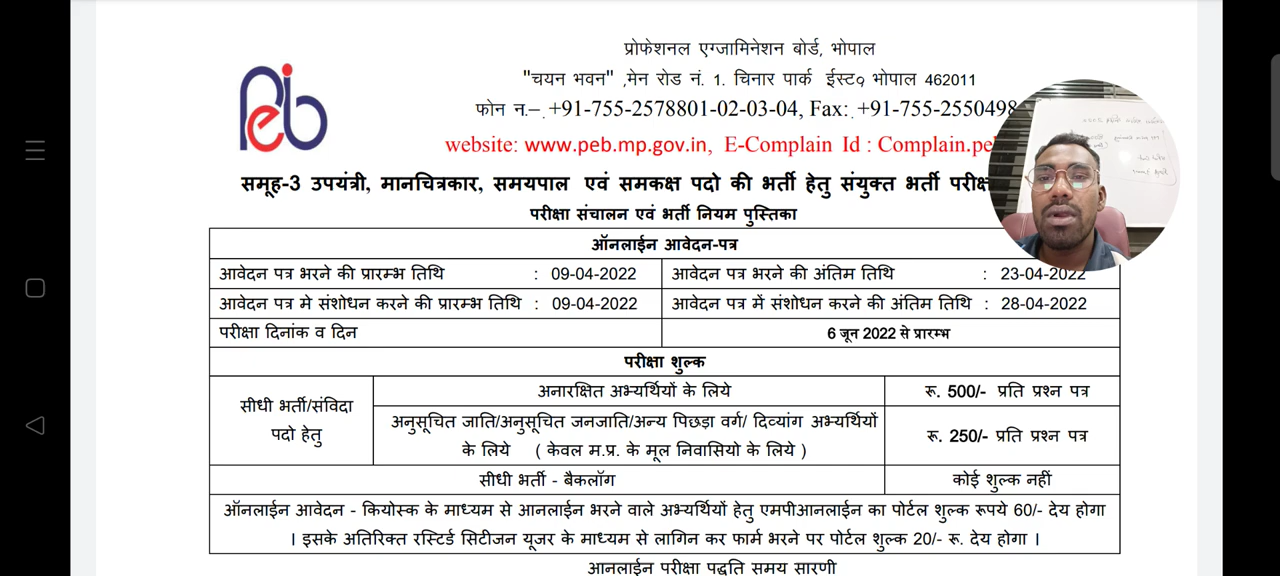 Peb
प्रोफेशनल एग्जामिनेशन बोर्ड, भोपाल
"चयन भवन" ,मेन रोड नं. 1. चिनार पार्क ईस्ट० भोपाल 462011
फोन न.–. +91-755-2578801-02-03-04, Fax:. +91-755-2550498
website: www.peb.mp.gov.in, E-Complain Id : Complain.pe
समूह-3 उपयंत्री, मानचित्रकार, समयपाल एवं समकक्ष पदो की भर्ती हेतु संयुक्त भर्ती परीक्ष
परीक्षा संचालन एवं भर्ती नियम पुस्तिका
ऑनलाईन आवेदन-पत्र
आवेदन पत्र भरने की प्रारम्भ तिथि : 09-04-2022 आवेदन पत्र भरने की अंतिम तिथि : 23-04-2022
आवेदन पत्र मे संशोधन करने की प्रारम्भ तिथि : 09-04-2022 आवेदन पत्र में संशोधन करने की अंतिम तिथि : 28-04-2022
परीक्षा दिनांक व दिन 6 जून 2022 से प्रारम्भ
परीक्षा शुल्क
सीधी भर्ती/संविदा पदो हेतु
अनारक्षित अभ्यर्थियों के लिये रू. 500/- प्रति प्रश्न पत्र
अनुसूचित जाति/अनुसूचित जनजाति/अन्य पिछड़ा वर्ग/ दिव्यांग अभ्यर्थियों
के लिये ( केवल म.प्र. के मूल निवासियो के लिये ) रू. 250/- प्रति प्रश्न पत्र
सीधी भर्ती - बैकलॉग कोई शुल्क नहीं
ऑनलाईन आवेदन - कियोस्क के माध्यम से आनलाईन भरने वाले अभ्यर्थियों हेतु एमपीआनलाईन का पोर्टल शुल्क रूपये 60/- देय होगा
। इसके अतिरिक्त रस्टिर्ड सिटीजन यूजर के माध्यम से लागिन कर फार्म भरने पर पोर्टल शुल्क 20/- रू. देय होगा ।
आनलाईन परीक्षा पद्धति समय सारणी